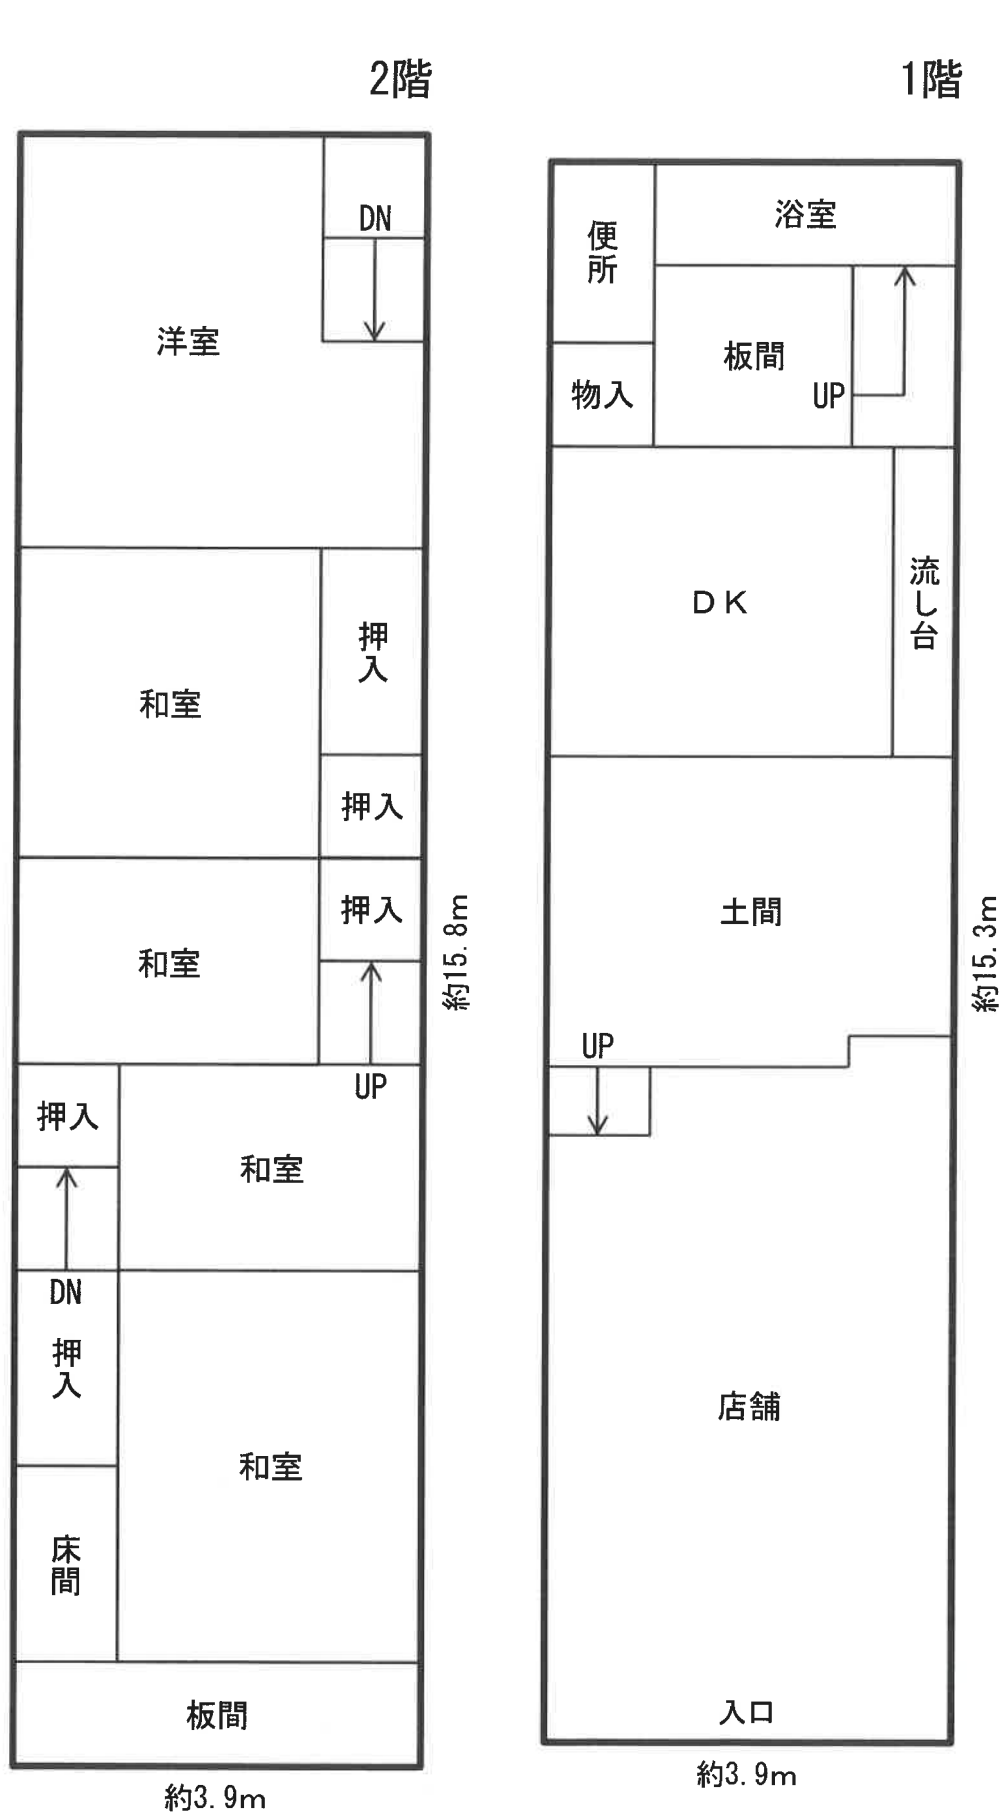 2階
DN
洋室
押入
和室
押入
押入
和室
UP
押入
和室
DN
押入
和室
床間
板間
約15.8m
約3.9m
1階
浴室
便所
板間
物入
UP
DK
流し台
土間
UP
店舗
入口
約15.3m
約3.9m